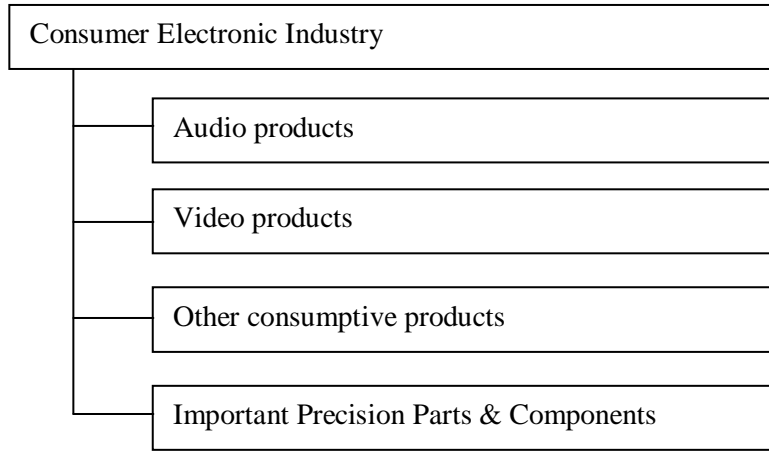 Consumer Electronic Industry
Audio products
Video products
Other consumptive products
Important Precision Parts & Components